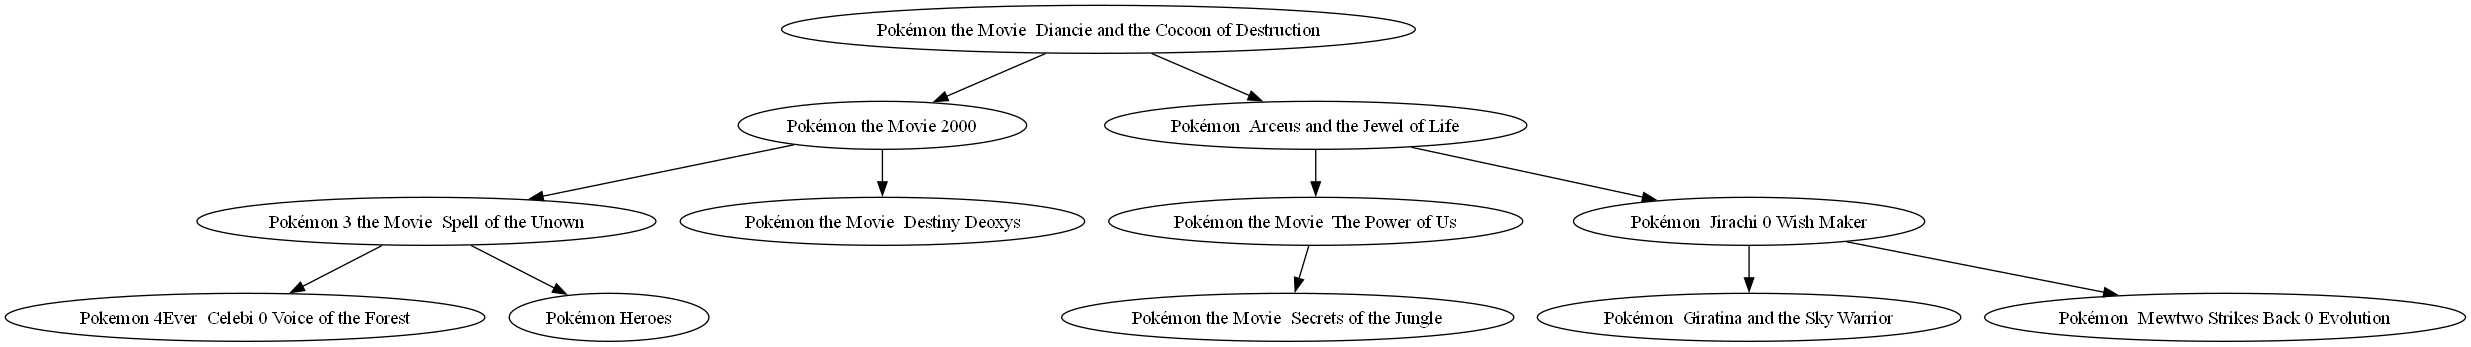 Pokémon the Movie  Diancie and the Cocoon of Destruction
Pokémon the Movie 2000
Pokémon  Arceus and the Jewel of Life
Pokémon 3 the Movie  Spell of the Unown
Pokémon the Movie  Destiny Deoxys
Pokémon the Movie  The Power of Us
Pokémon  Jirachi 0 Wish Maker
Pokemon 4Ever  Celebi 0 Voice of the Forest
Pokémon Heroes
Pokémon the Movie  Secrets of the Jungle
Pokémon  Giratina and the Sky Warrior
Pokémon  Mewtwo Strikes Back 0 Evolution